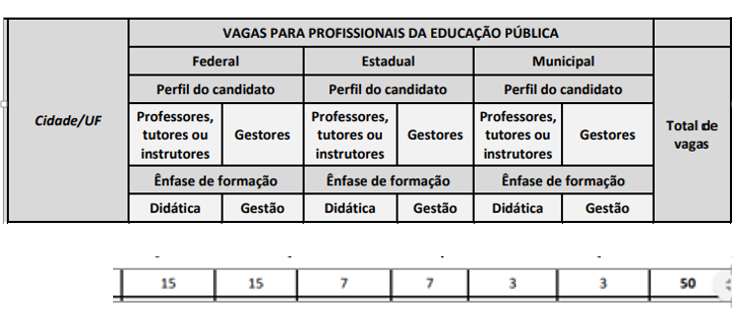 VAGAS PARA PROFISSIONAIS DA EDUCAÇÃO PÚBLICA
Federal Estadual Municipal
Perfil do candidato Perfil do candidato Perfil do candidato
Cidade/UF
Professores, tutores ou instrutores Gestores Professores, tutores ou instrutores Gestores Professores, tutores ou instrutores Gestores
Total de vagas
Ênfase de formação Ênfase de formação Ênfase de formação
Didática Gestão Didática Gestão Didática Gestão
15 15 7 7 3 3 50